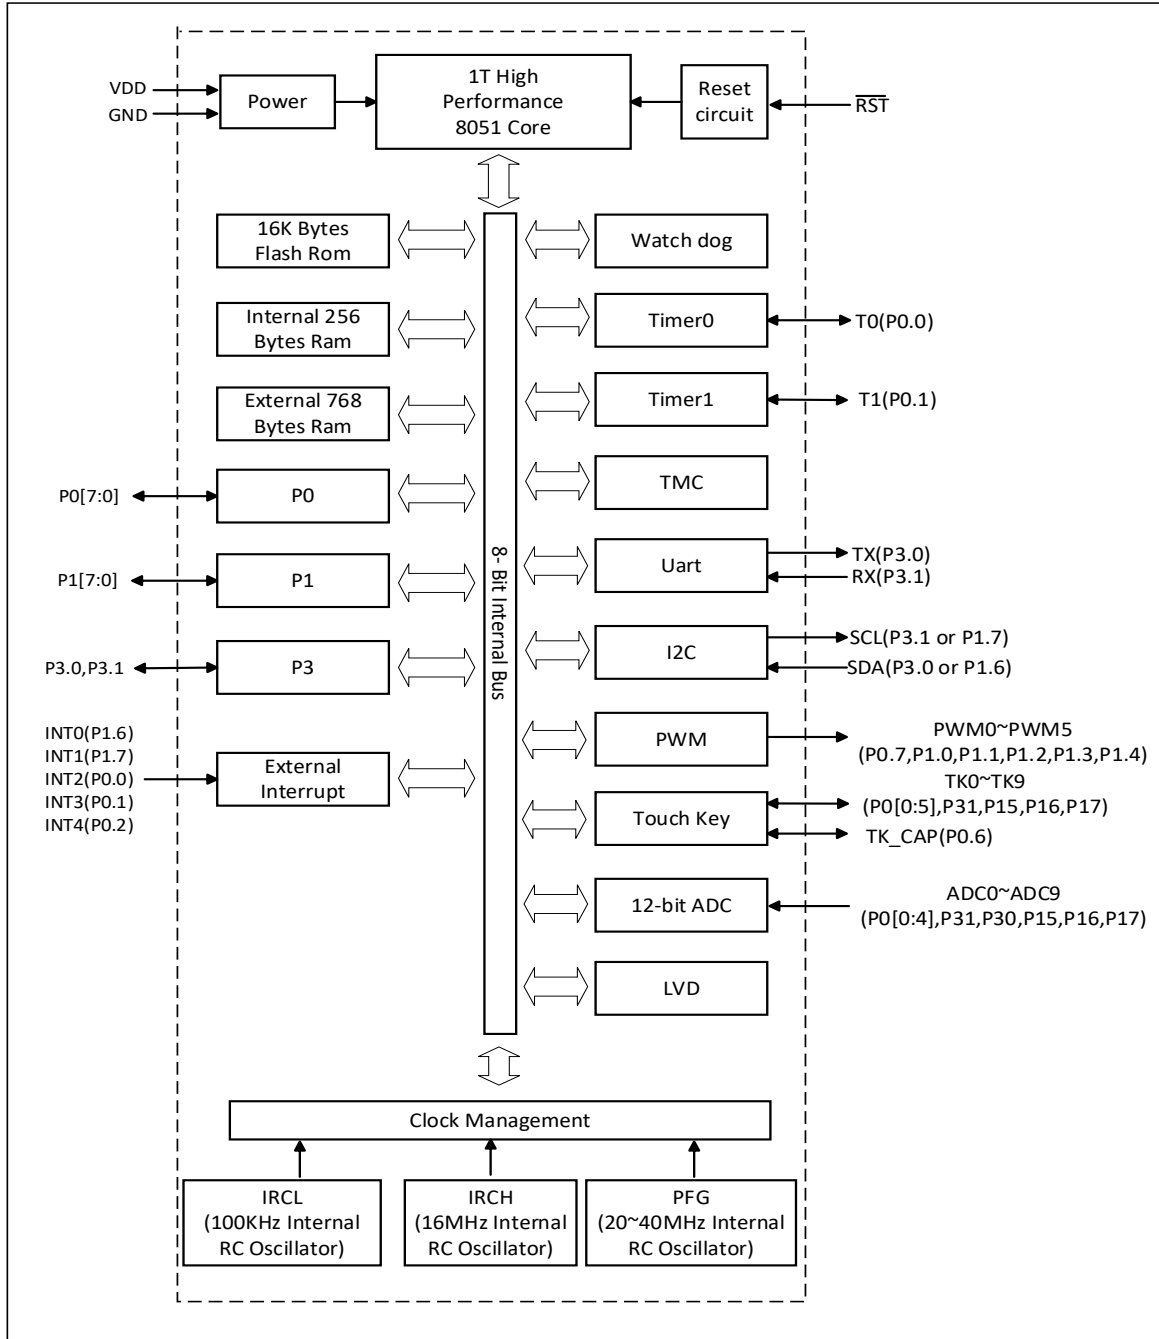 VDD
GND
Power
1T High
Performance
8051 Core
Reset
circuit
RST
16K Bytes
Flash Rom
Watch dog
Internal 256
Bytes Ram
Timer0
T0(P0.0)
External 768
Bytes Ram
Timer1
T1(P0.1)
P0[7:0]
P0
TMC
8- Bit Internal Bus
P1[7:0]
P1
Uart
TX(P3.0)
RX(P3.1)
P3.0,P3.1
P3
I2C
SCL(P3.1 or P1.7)
SDA(P3.0 or P1.6)
INT0(P1.6)
INT1(P1.7)
INT2(P0.0)
INT3(P0.1)
INT4(P0.2)
External
Interrupt
PWM
PWM0~PWM5
(P0.7,P1.0,P1.1,P1.2,P1.3,P1.4)
Touch Key
TK0~TK9
(P0[0:5],P31,P15,P16,P17)
TK_CAP(P0.6)
12-bit ADC
ADC0~ADC9
(P0[0:4],P31,P30,P15,P16,P17)
LVD
Clock Management
IRCL
(100KHz Internal
RC Oscillator)
IRCH
(16MHz Internal
RC Oscillator)
PFG
(20~40MHz Internal
RC Oscillator)